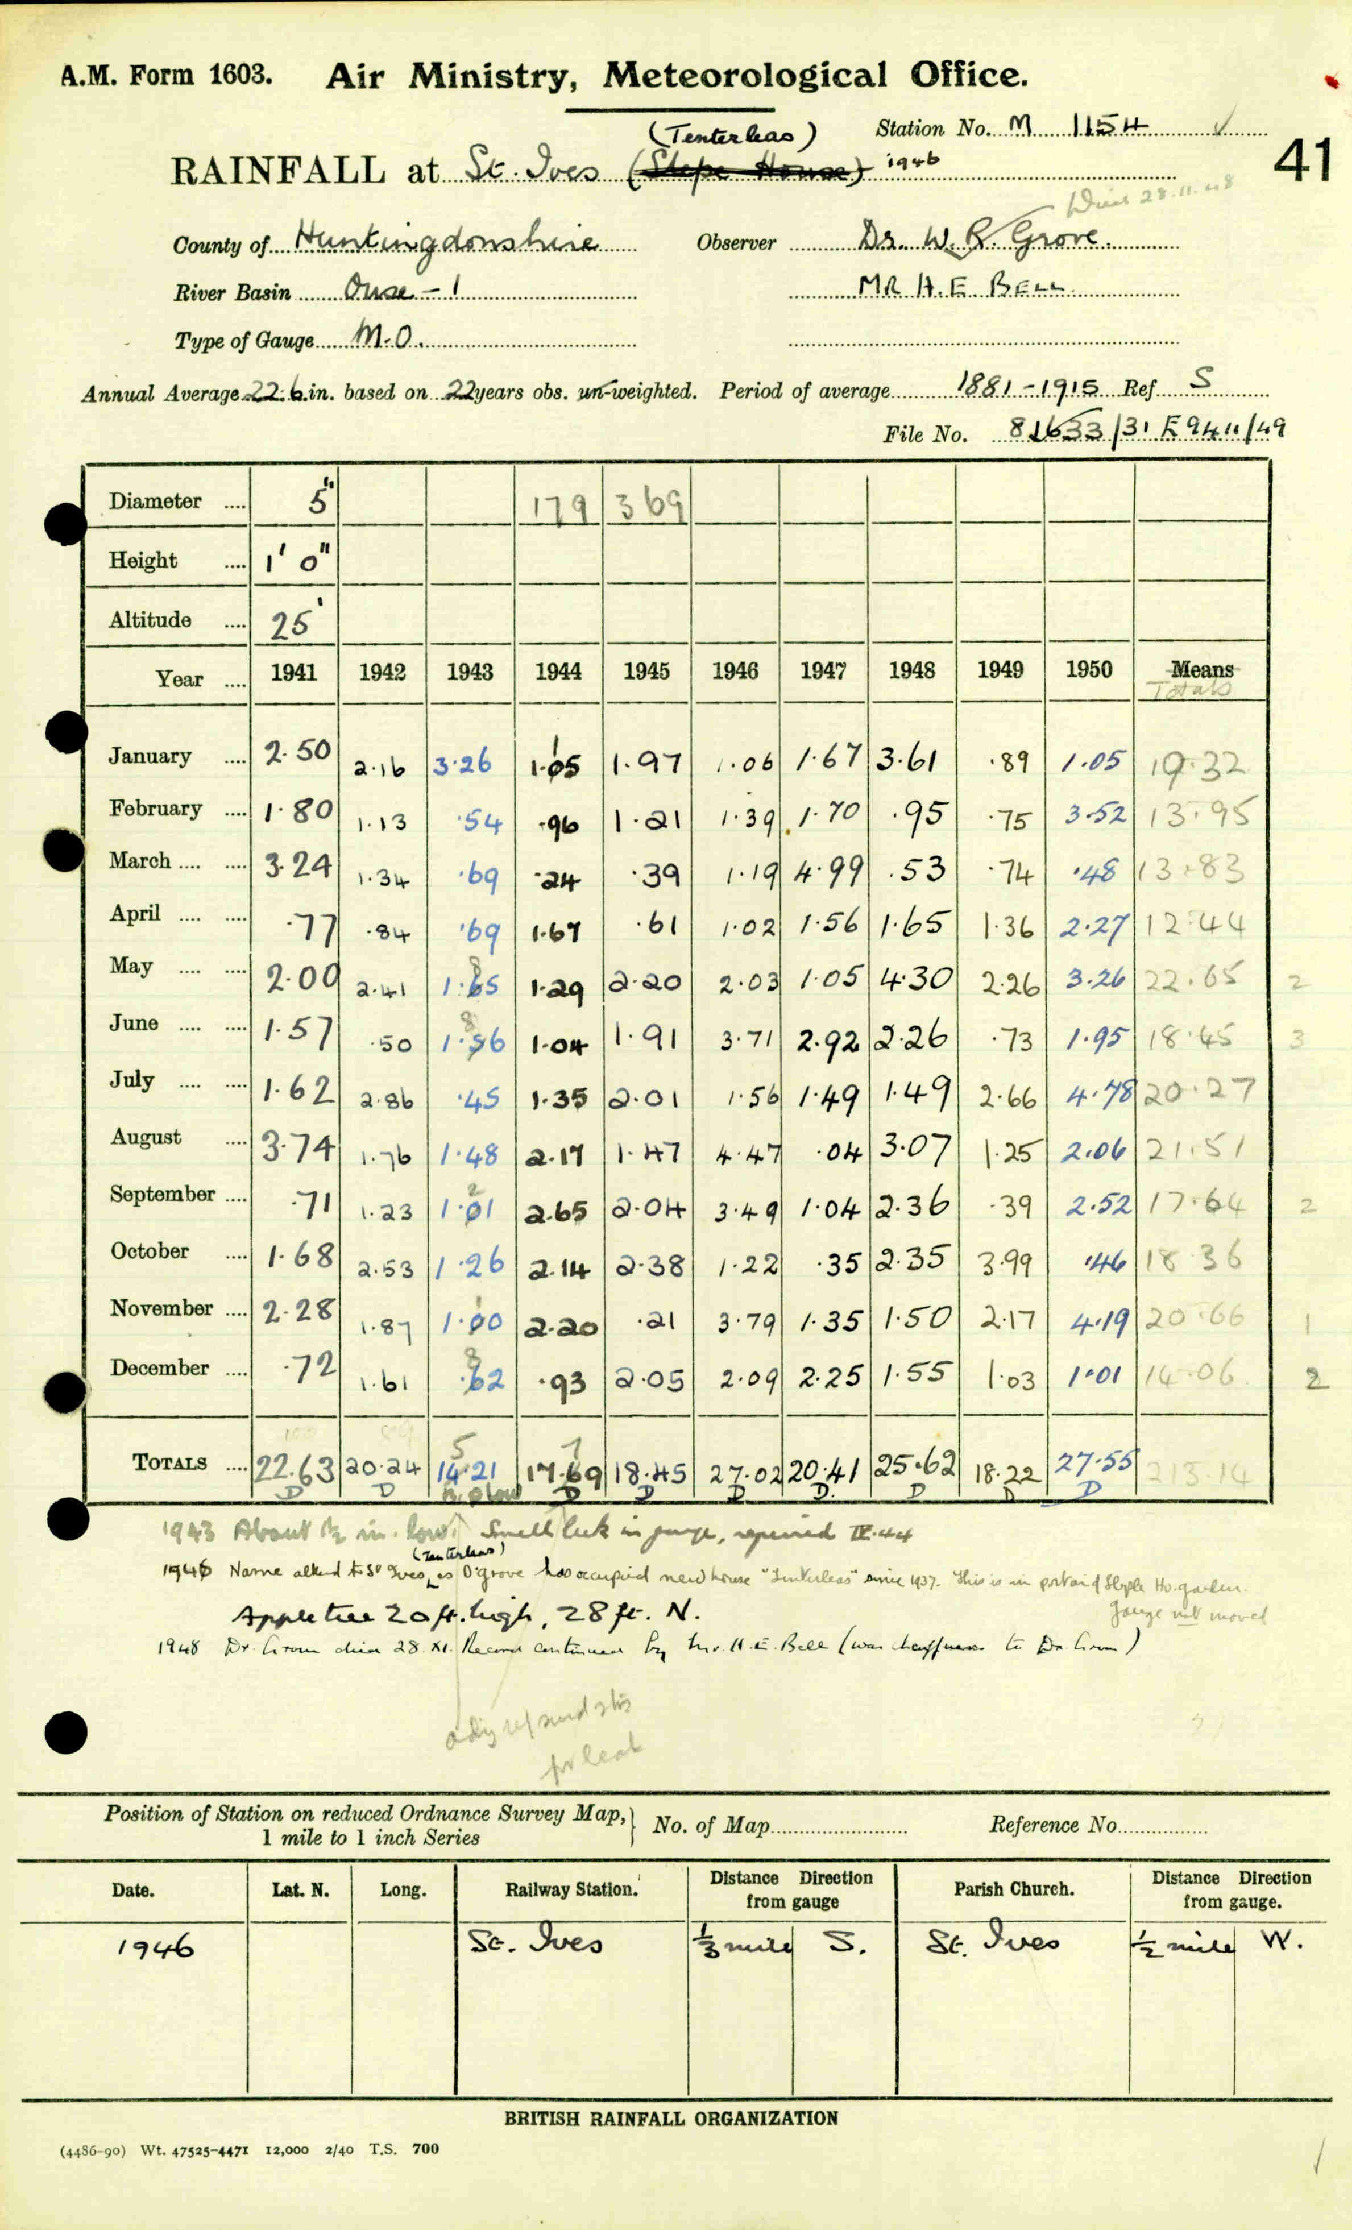 A.M. Form 1603. Air Ministry, Meteorological Office.
Station No. M 1154 ✓
(Tenterleas)
RAINFALL at St. Ives (Slepe House) 1946
41
Died 28.11.48
County of Huntingdonshire Observer Dr. W. R. Grove.
River Basin Ouse - 1 MR H. E. BELL
Type of Gauge M.O.
Annual Average 22.6 in. based on 22 years obs. un-weighted. Period of average 1881-1915 Ref S
File No. 81633/31 E9411/49
Diameter .... 5" 179 369
Height .... 1' 0"
Altitude .... 25'
Year .... 1941 1942 1943 1944 1945 1946 1947 1948 1949 1950 Means
Totals
January .... 2.50 2.16 3.26 1.05 1.97 1.06 1.67 3.61 .89 1.05 19.32
February .... 1.80 1.13 .54 .96 1.21 1.39 1.70 .95 .75 3.52 13.95
March .... .... 3.24 1.34 .69 .24 .39 1.19 4.99 .53 .74 .48 13.83
April .... .... .77 .84 .69 1.67 .61 1.02 1.56 1.65 1.36 2.27 12.44
May .... .... 2.00 2.41 1.65 1.29 2.20 2.03 1.05 4.30 2.26 3.26 22.65 2
June .... .... 1.57 .50 1.56 1.04 1.91 3.71 2.92 2.26 .73 1.95 18.45 3
July .... .... 1.62 2.86 .45 1.35 2.01 1.56 1.49 1.49 2.66 4.78 20.27
August .... 3.74 1.76 1.48 2.17 1.47 4.47 .04 3.07 1.25 2.06 21.51
September .... .71 1.23 1.01 2.65 2.04 3.49 1.04 2.36 .39 2.52 17.64 2
October .... 1.68 2.53 1.26 2.14 2.38 1.22 .35 2.35 3.99 .46 18.36
November .... 2.28 1.87 1.00 2.20 .21 3.79 1.35 1.50 2.17 4.19 20.66 1
December .... .72 1.61 .62 .93 2.05 2.09 2.25 1.55 1.03 1.01 14.06 2
TOTALS .... 22.63 20.24 14.21 17.69 18.45 27.02 20.41 25.62 18.22 27.55 213.14
D D D D D D D D D
1943 About ½ in. low. Small leak in gauge, repaired IV.44
(Tenterleas)
1946 Name altered to St Ives, as Dr grove has occupied new house "Tenterleas" since 1937. This is in part of Slepe Ho. garden.
gauge not moved
Apple tree 20ft. high, 28 ft. N.
1948 Dr. Grove died 28.XI. Record continued by Mr. H. E. Bell (was chauffeur to Dr. Grove)
for leak
Position of Station on reduced Ordnance Survey Map, } No. of Map Reference No.
1 mile to 1 inch Series
Date. Lat. N. Long. Railway Station. Distance from gauge Direction Parish Church. Distance from gauge. Direction
1946 St. Ives ⅓ mile S. St. Ives ½ mile W.
BRITISH RAINFALL ORGANIZATION
(4486-90) Wt. 47525-4471 12,000 2/40 T.S. 700